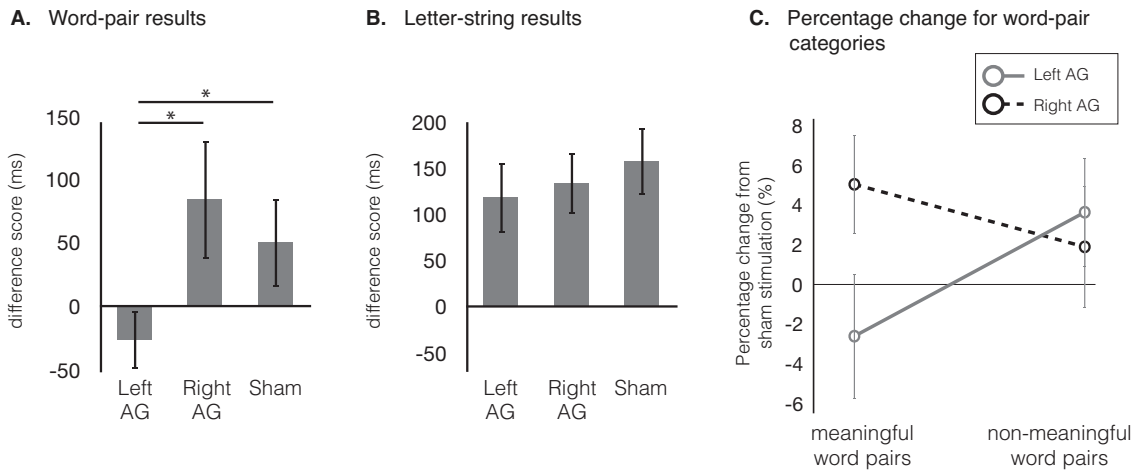 A. Word-pair results
150
100
50
0
-50
difference score (ms)
*
*
Left
AG
Right
AG
Sham
B. Letter-string results
200
150
100
50
0
-50
difference score (ms)
Left
AG
Right
AG
Sham
C. Percentage change for word-pair
categories
Left AG
Right AG
8
6
4
2
0
-2
-4
-6
Percentage change from
sham stimulation (%)
meaningful
word pairs
non-meaningful
word pairs